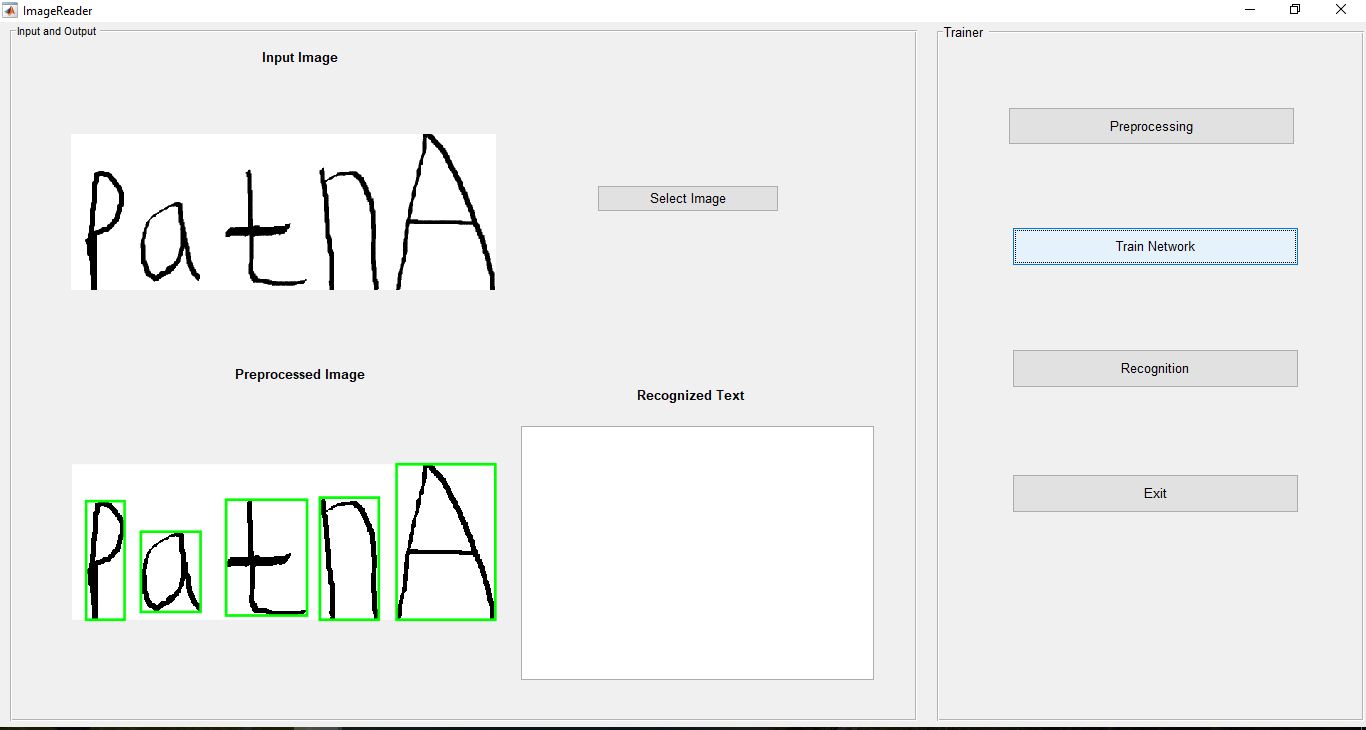 ImageReader
Input and Output
Trainer
Input Image
PatnA
Select Image
Preprocessing
Train Network
Recognition
Exit
Preprocessed Image
PatnA
Recognized Text